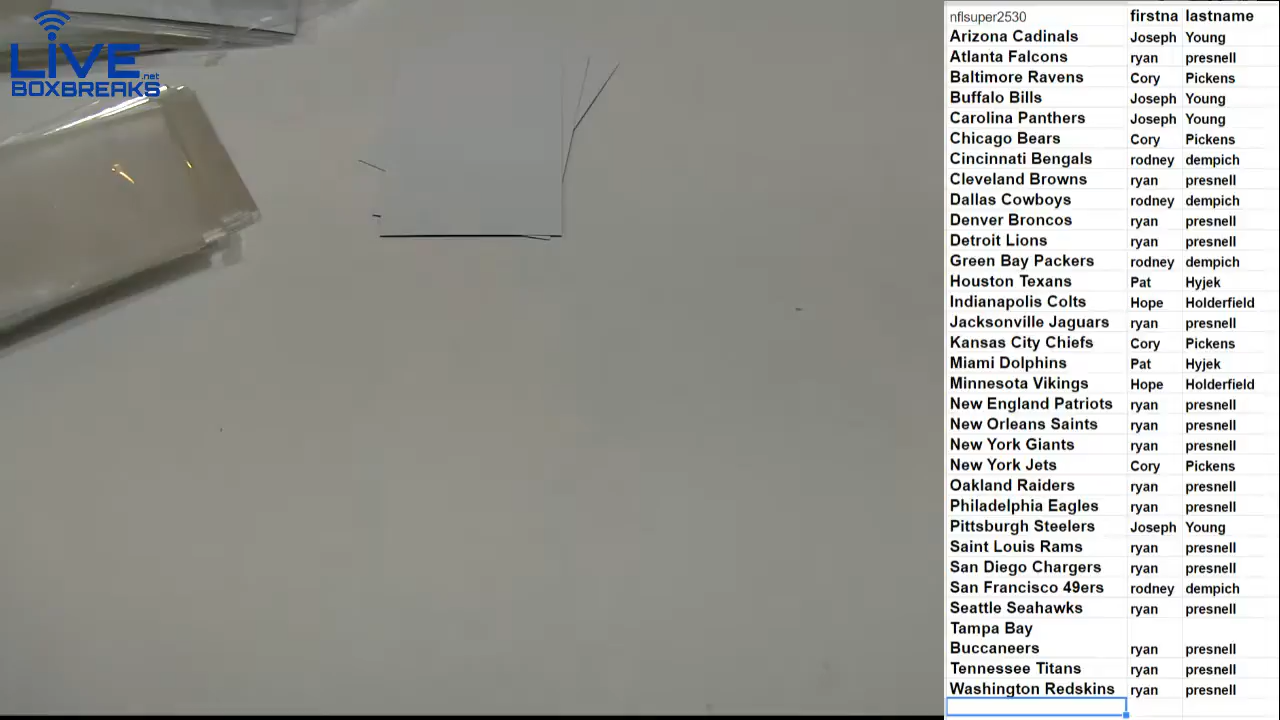 LIVE
.net
BOXBREAKS
nflsuper2530 firstna lastname
Arizona Cadinals Joseph Young
Atlanta Falcons ryan presnell
Baltimore Ravens Cory Pickens
Buffalo Bills Joseph Young
Carolina Panthers Joseph Young
Chicago Bears Cory Pickens
Cincinnati Bengals rodney dempich
Cleveland Browns ryan presnell
Dallas Cowboys rodney dempich
Denver Broncos ryan presnell
Detroit Lions ryan presnell
Green Bay Packers rodney dempich
Houston Texans Pat Hyjek
Indianapolis Colts Hope Holderfield
Jacksonville Jaguars ryan presnell
Kansas City Chiefs Cory Pickens
Miami Dolphins Pat Hyjek
Minnesota Vikings Hope Holderfield
New England Patriots ryan presnell
New Orleans Saints ryan presnell
New York Giants ryan presnell
New York Jets Cory Pickens
Oakland Raiders ryan presnell
Philadelphia Eagles ryan presnell
Pittsburgh Steelers Joseph Young
Saint Louis Rams ryan presnell
San Diego Chargers ryan presnell
San Francisco 49ers rodney dempich
Seattle Seahawks ryan presnell
Tampa Bay
Buccaneers ryan presnell
Tennessee Titans ryan presnell
Washington Redskins ryan presnell